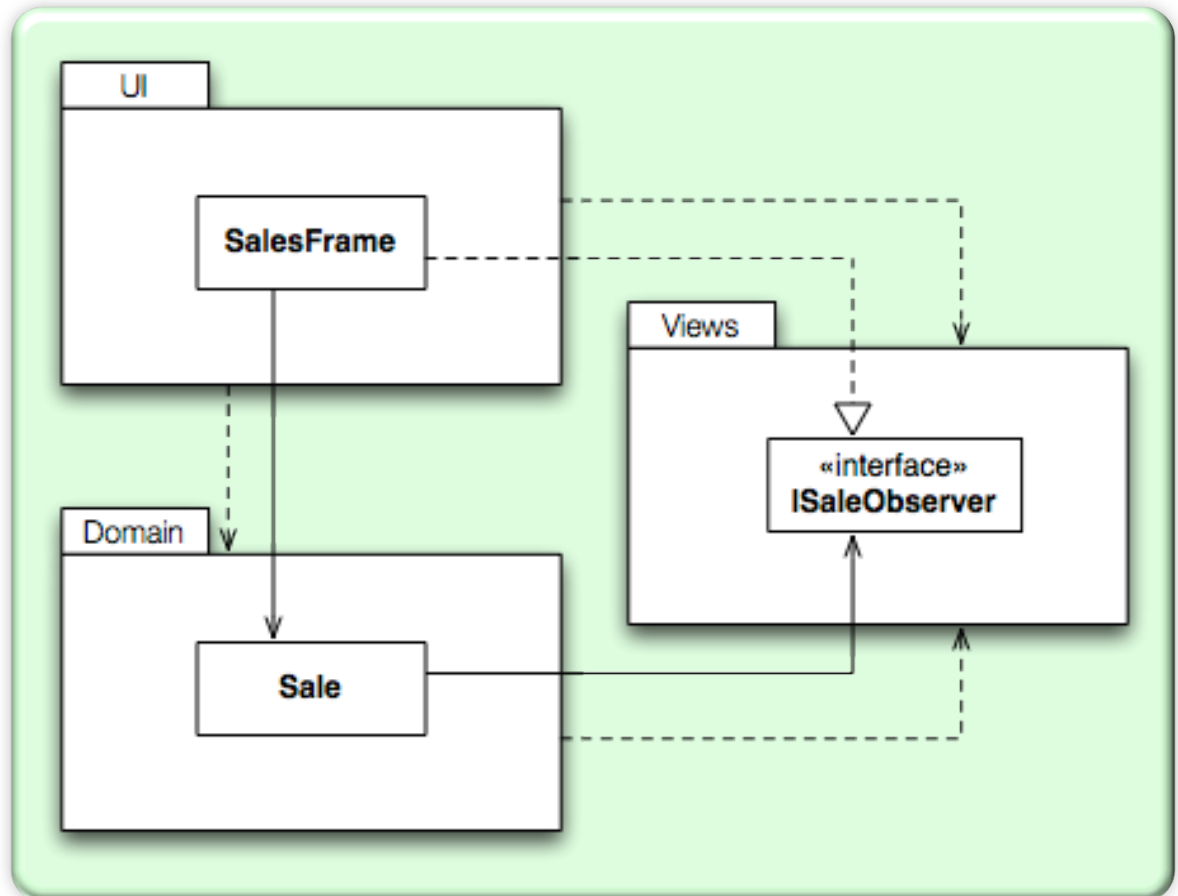 UI
SalesFrame
Views
«interface»
ISaleObserver
Domain
Sale